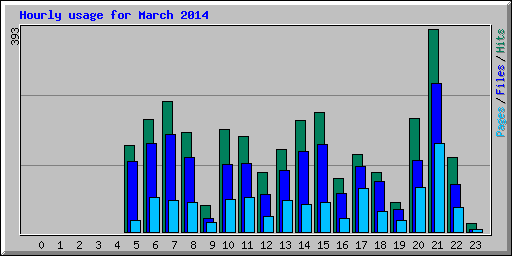 Hourly usage for March 2014
393
Pages / Files / Hits
0 1 2 3 4 5 6 7 8 9 10 11 12 13 14 15 16 17 18 19 20 21 22 23